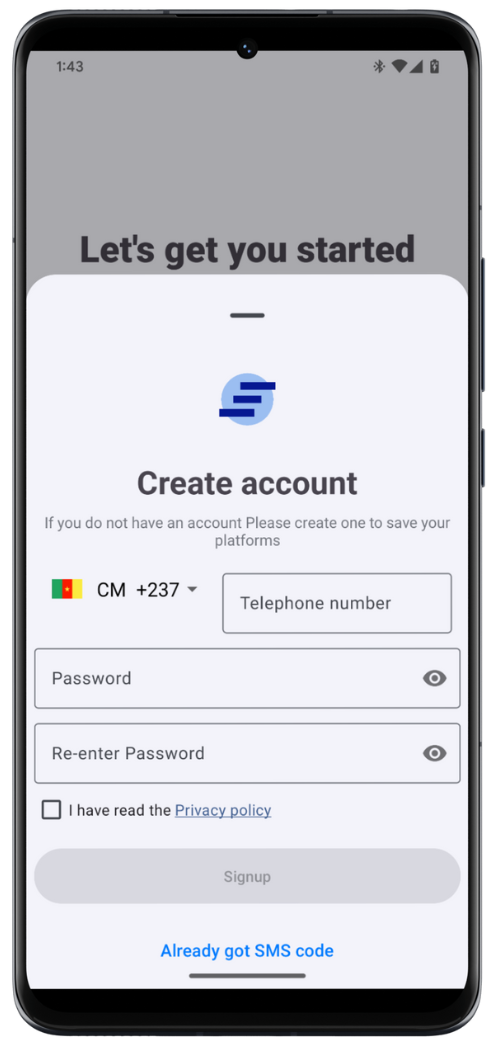 1:43
Let's get you started
Create account
If you do not have an account Please create one to save your
platforms
CM +237
Telephone number
Password
Re-enter Password
I have read the Privacy policy
Signup
Already got SMS code